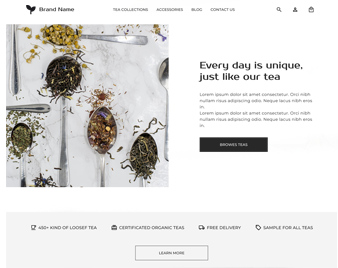 Brand Name
TEA COLLECTIONS ACCESSORIES BLOG CONTACT US
Every day is unique,
just like our tea
Lorem ipsum dolor sit amet consectetur. Orci nibh
nullam risus adipiscing odio. Neque nibh eros
in.
Lorem ipsum dolor sit amet consectetur. Orci nibh
nullam risus adipiscing odio. Neque nibh eros
in.
BROWES TEAS
450+ KIND OF LOOSEF TEA CERTIFICATED ORGANIC TEAS FREE DELIVERY SAMPLE FOR ALL TEAS
LEARN MORE